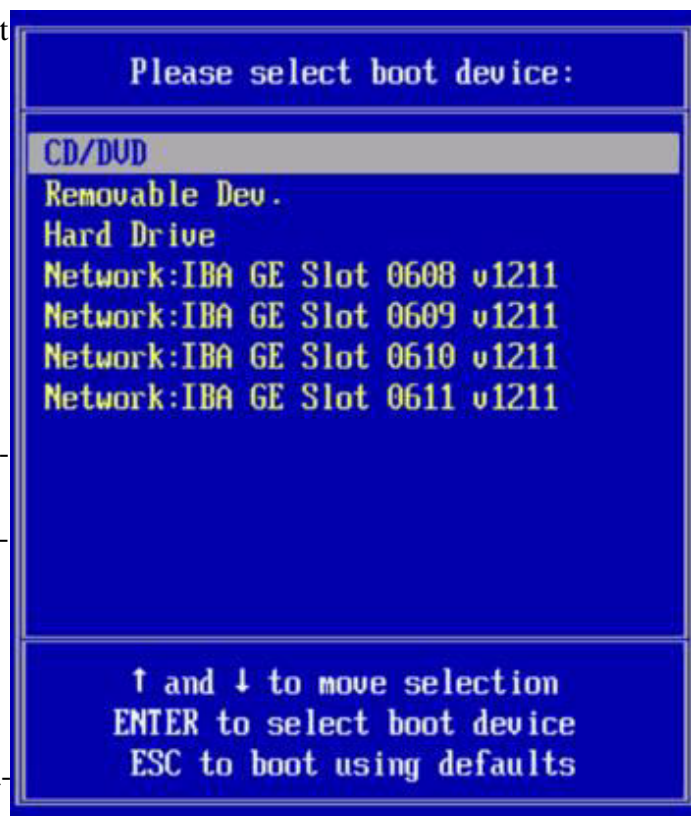 t
Please select boot device:
CD/DVD
Removable Dev.
Hard Drive
Network:IBA GE Slot 0608 v1211
Network:IBA GE Slot 0609 v1211
Network:IBA GE Slot 0610 v1211
Network:IBA GE Slot 0611 v1211
↑ and ↓ to move selection
ENTER to select boot device
ESC to boot using defaults